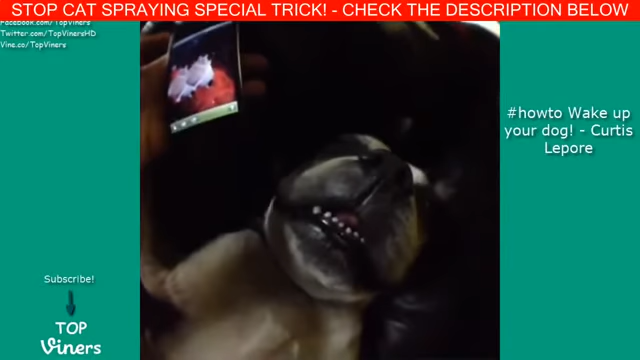 STOP CAT SPRAYING SPECIAL TRICK! - CHECK THE DESCRIPTION BELOW
Facebook.com/TopViners
Twitter.com/TopVinersHD
Vine.co/TopViners
#howto Wake up
your dog! - Curtis
Lepore
Subscribe!
TOP
Viners